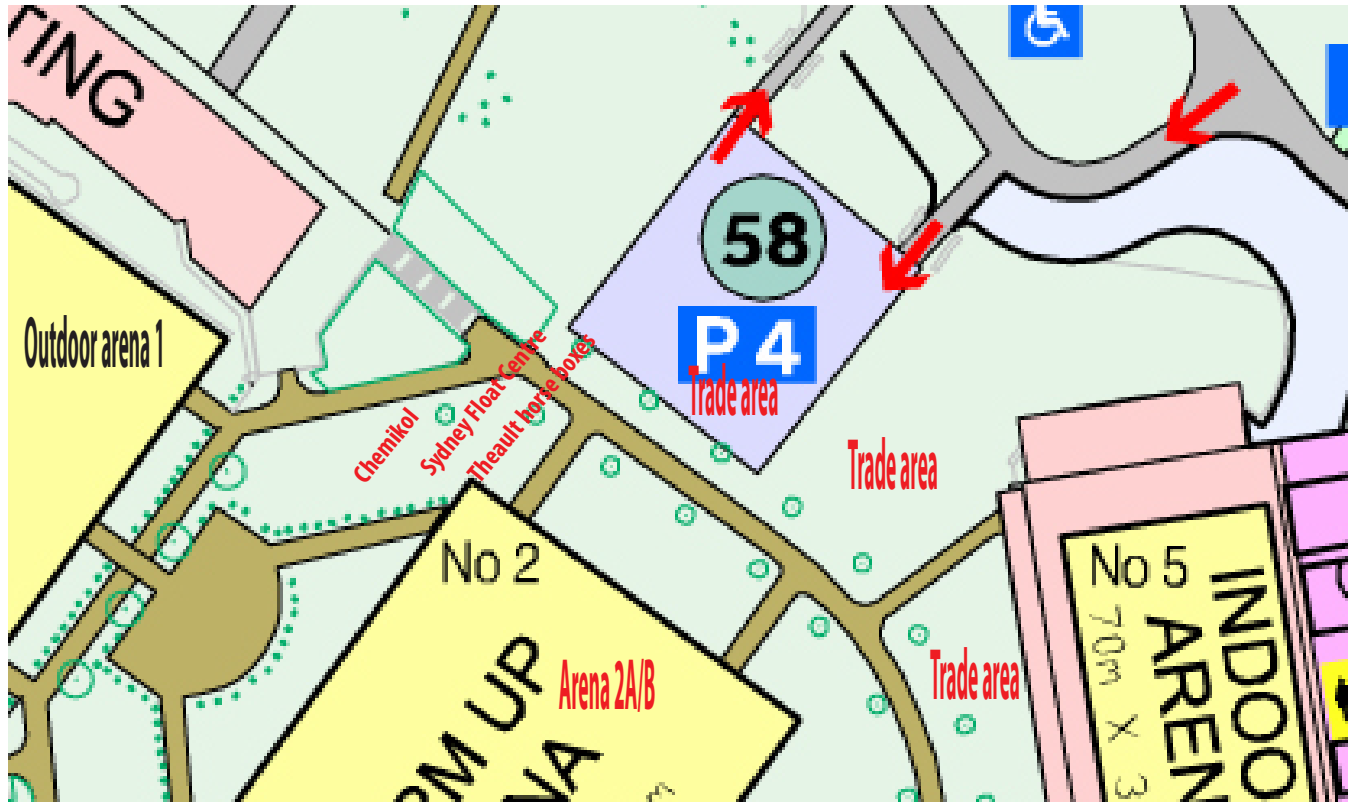 TING
58
P 4
Outdoor arena 1
Trade area
Chemikol
Sydney Float Centre
Theault horse boxes
Trade area
No 2
No 5
INDOO
AREN
70m X 3
Arena 2A/B
Trade area
RM UP
NA